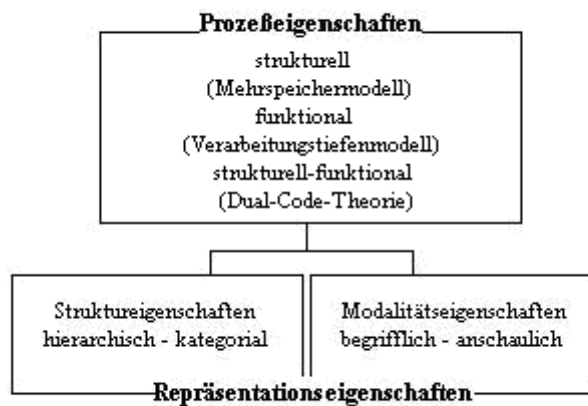 Prozeßeigenschaften
strukturell
(Mehrspeichermodell)
funktional
(Verarbeitungstiefenmodell)
strukturell-funktional
(Dual-Code-Theorie)
Struktureigenschaften
hierarchisch - kategorial
Modalitätseigenschaften
begrifflich - anschaulich
Repräsentationseigenschaften